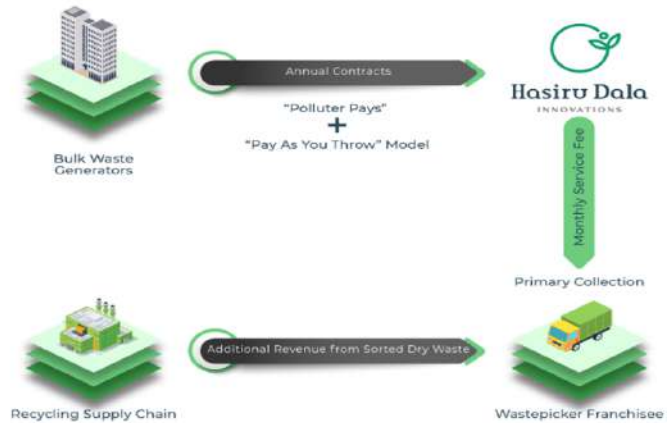 Annual Contracts
"Polluter Pays"
+
"Pay As You Throw" Model
Bulk Waste
Generators
Hasiru Dala
INNOVATIONS
Monthly Service Fee
Primary Collection
Additional Revenue from Sorted Dry Waste
Recycling Supply Chain
Wastepicker Franchisee